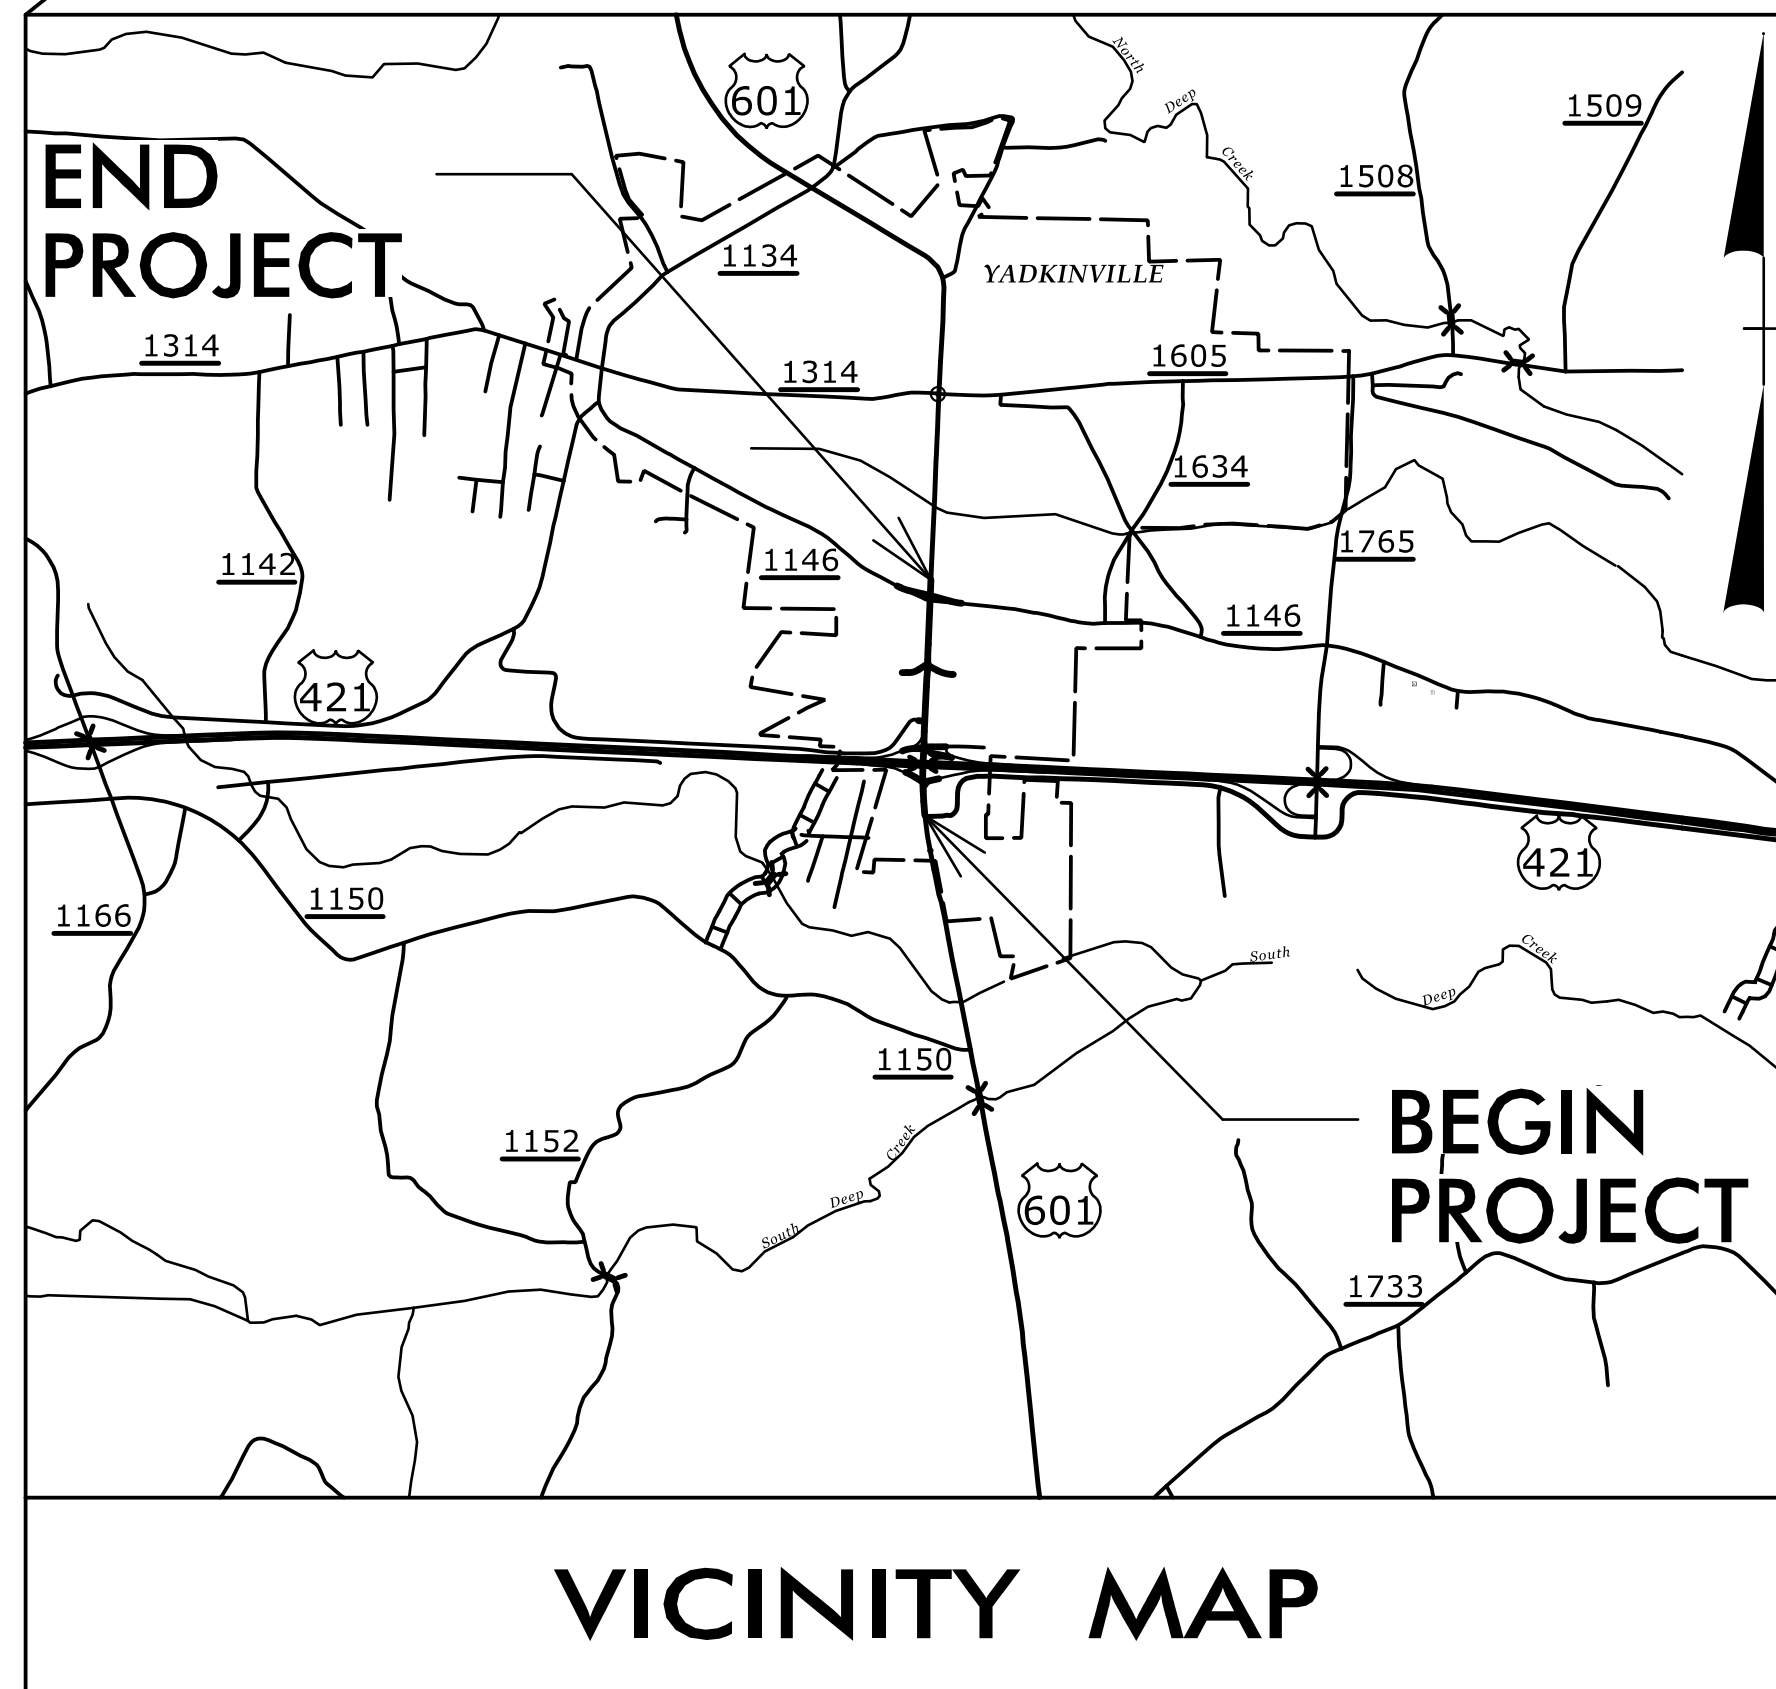 North
601
Deep
1509
END
Creek
1508
PROJECT
1134
YADKINVILLE
1314
1605
1314
1634
1142
1146
1765
1146
421
421
1166
1150
South
Creek
Deep
1150
BEGIN
PROJECT
1152
Creek
Deep
South
601
1733
VICINITY MAP